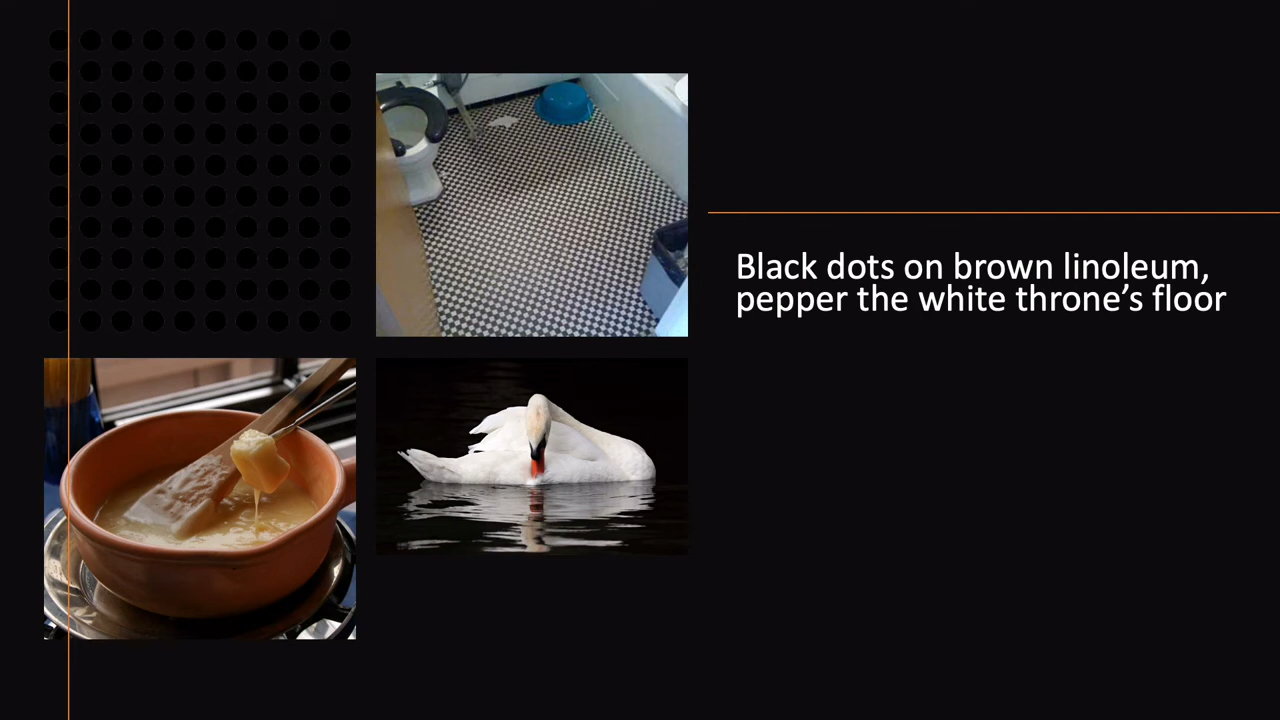 Black dots on brown linoleum,
pepper the white throne’s floor